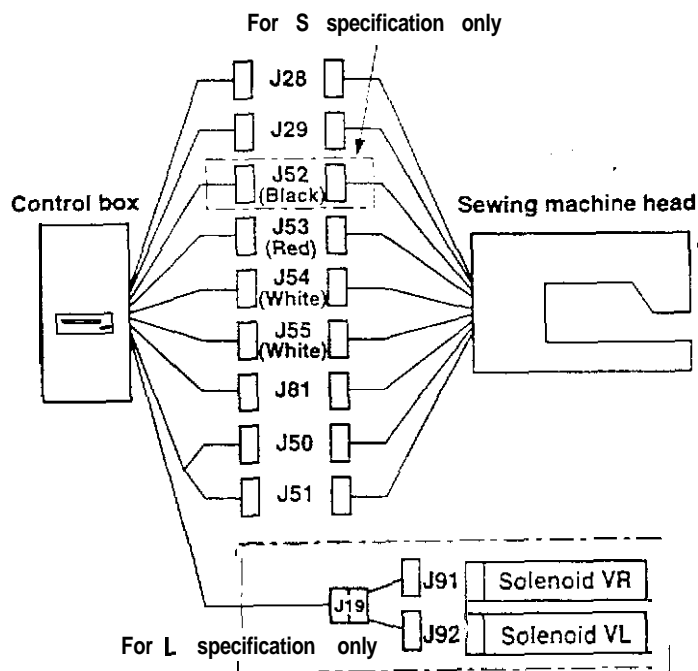 For S specification only
J28
J29
J52
(Black)
Control box
Sewing machine head
J53
(Red)
J54
(White)
J55
(White)
J81
J50
J51
J91
Solenoid VR
J19
J92
Solenoid VL
For L specification only